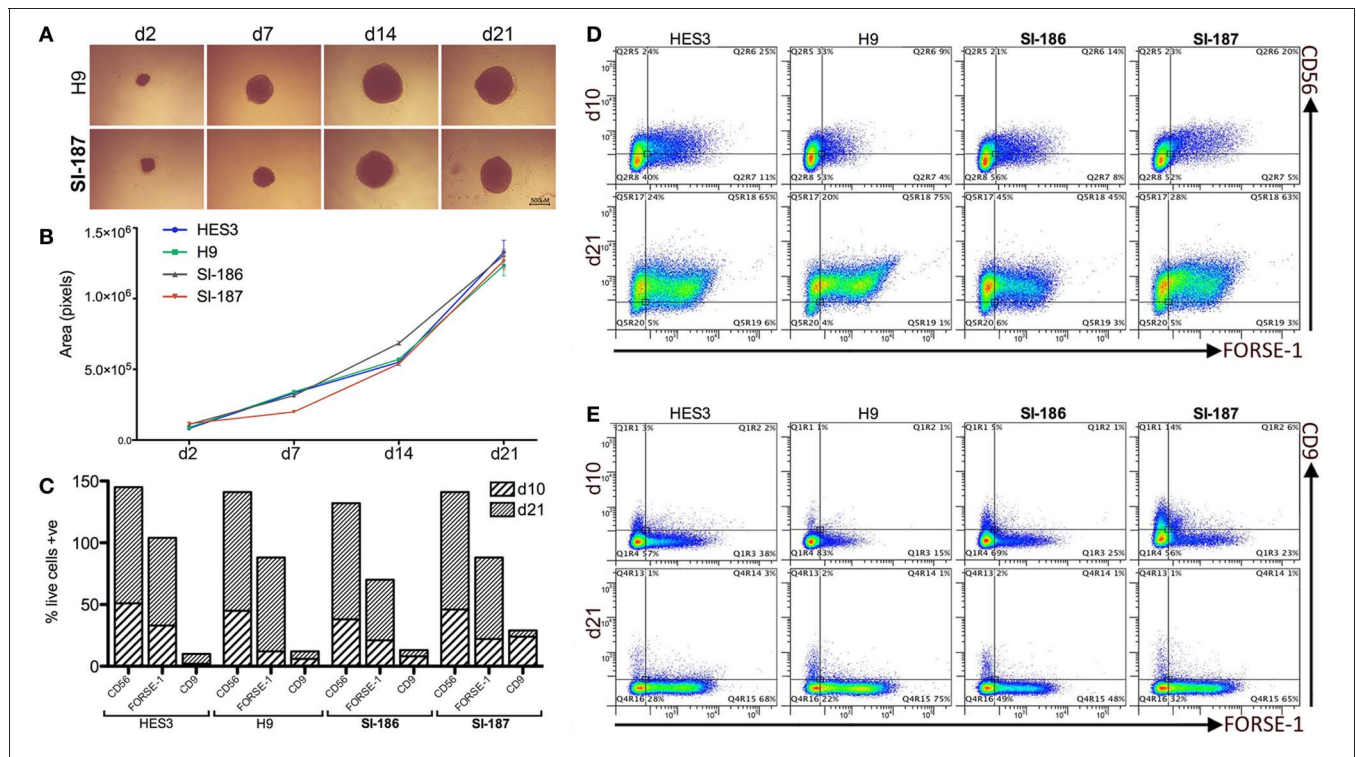 A
d2 d7 d14 d21
H9
SI-187
500µM
B
1.5×10⁶
1.0×10⁶
5.0×10⁵
0.0
Area (pixels)
HES3
H9
SI-186
SI-187
d2 d7 d14 d21
C
150
100
50
0
% live cells +ve
d10
d21
CD56 FORSE-1 CD9 CD56 FORSE-1 CD9 CD56 FORSE-1 CD9 CD56 FORSE-1 CD9
HES3 H9 SI-186 SI-187
D
HES3 H9 SI-186 SI-187
d10
Q2R5 24% Q2R6 25% Q2R5 33% Q2R6 9% Q2R5 21% Q2R6 14% Q2R5 23% Q2R6 20%
Q2R8 40% Q2R7 11% Q2R8 53% Q2R7 4% Q2R8 56% Q2R7 8% Q2R8 52% Q2R7 5%
d21
Q5R17 24% Q5R18 65% Q5R17 20% Q5R18 75% Q5R17 45% Q5R18 45% Q5R17 28% Q5R18 63%
Q5R20 5% Q5R19 6% Q5R20 4% Q5R19 1% Q5R20 6% Q5R19 3% Q5R20 5% Q5R19 3%
CD56
FORSE-1
E
HES3 H9 SI-186 SI-187
d10
Q1R1 3% Q1R2 2% Q1R1 1% Q1R2 1% Q1R1 5% Q1R2 1% Q1R1 14% Q1R2 6%
Q1R4 57% Q1R3 38% Q1R4 83% Q1R3 15% Q1R4 69% Q1R3 25% Q1R4 56% Q1R3 23%
d21
Q4R13 1% Q4R14 3% Q4R13 2% Q4R14 1% Q4R13 2% Q4R14 1% Q4R13 1% Q4R14 1%
Q4R16 28% Q4R15 68% Q4R16 22% Q4R15 75% Q4R16 49% Q4R15 48% Q4R16 32% Q4R15 65%
CD9
FORSE-1